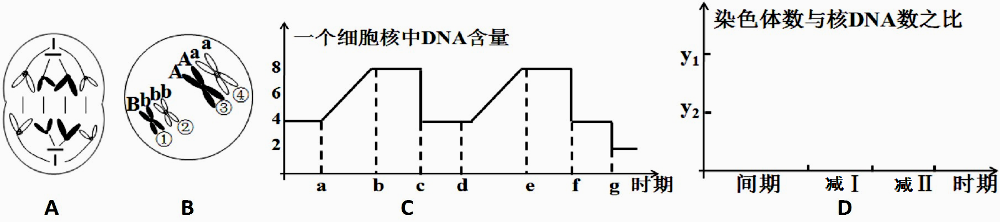 A
A
A
a
a
B
b
b
b
①
②
③
④
B
一个细胞核中DNA含量
8
6
4
2
a
b
c
d
e
f
g
时期
C
染色体数与核DNA数之比
y₁
y₂
间期
减Ⅰ
减Ⅱ
时期
D